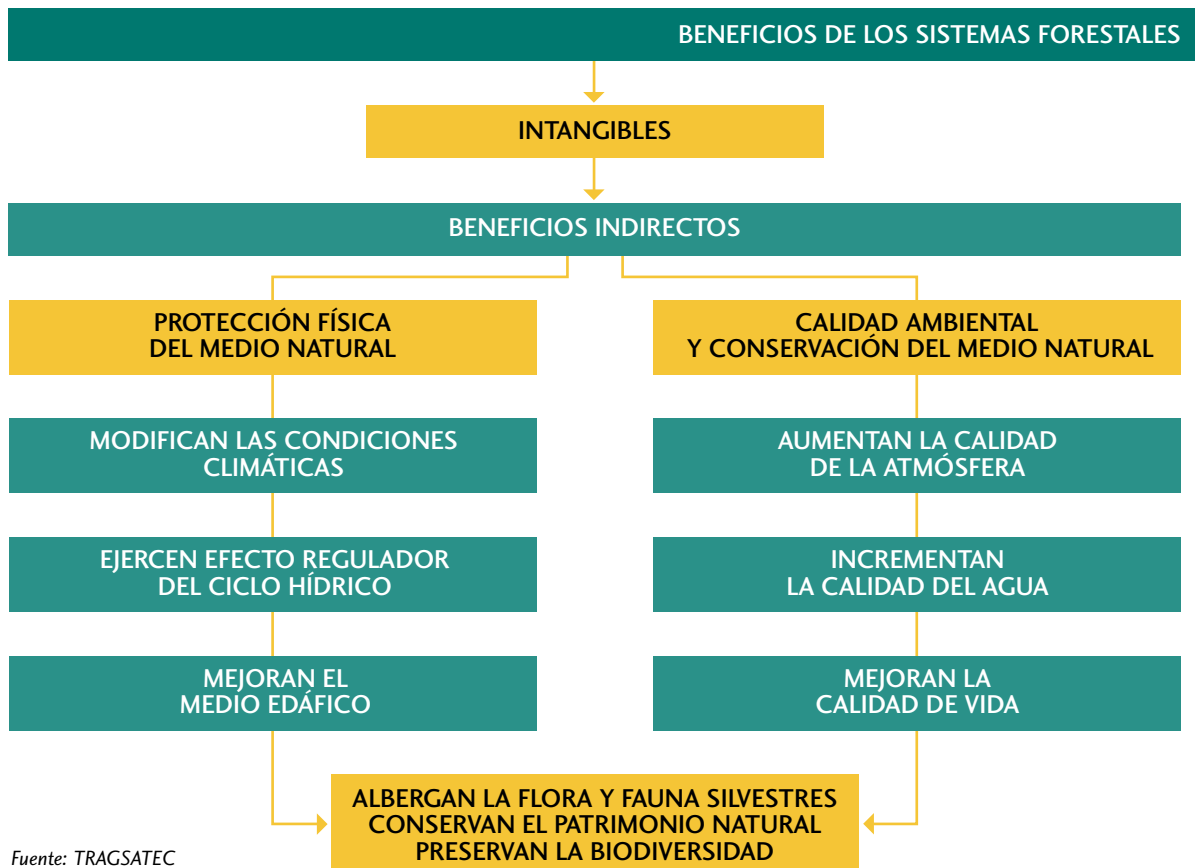 BENEFICIOS DE LOS SISTEMAS FORESTALES
INTANGIBLES
BENEFICIOS INDIRECTOS
PROTECCIÓN FÍSICA
DEL MEDIO NATURAL
MODIFICAN LAS CONDICIONES
CLIMÁTICAS
EJERCEN EFECTO REGULADOR
DEL CICLO HÍDRICO
MEJORAN EL
MEDIO EDÁFICO
CALIDAD AMBIENTAL
Y CONSERVACIÓN DEL MEDIO NATURAL
AUMENTAN LA CALIDAD
DE LA ATMÓSFERA
INCREMENTAN
LA CALIDAD DEL AGUA
MEJORAN LA
CALIDAD DE VIDA
ALBERGAN LA FLORA Y FAUNA SILVESTRES
CONSERVAN EL PATRIMONIO NATURAL
PRESERVAN LA BIODIVERSIDAD
Fuente: TRAGSATEC